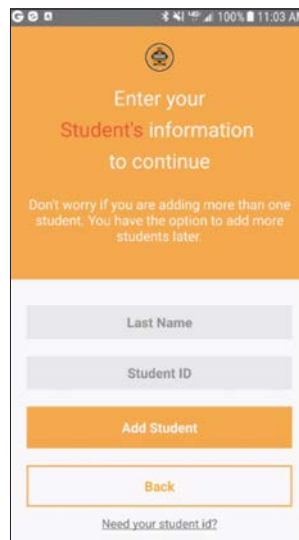 100% 11:03 AM
Enter your
Student's information
to continue
Don't worry if you are adding more than one
student. You have the option to add more
students later.
Last Name
Student ID
Add Student
Back
Need your student id?